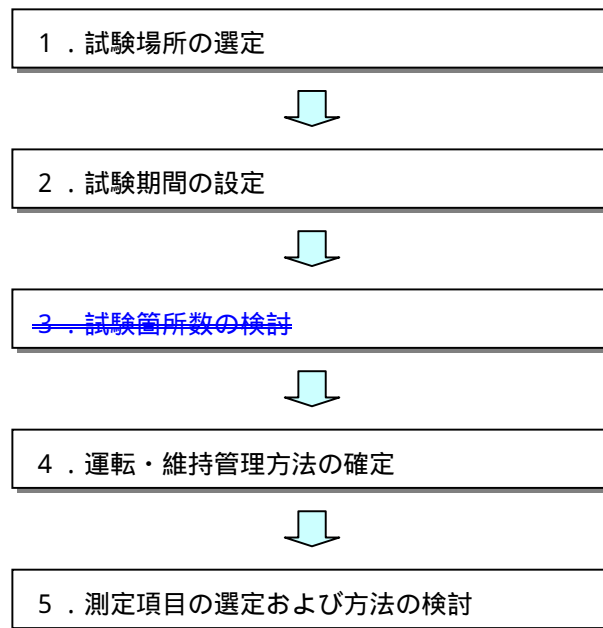 1．試験場所の選定
2．試験期間の設定
3．試験箇所数の検討
4．運転・維持管理方法の確定
5．測定項目の選定および方法の検討